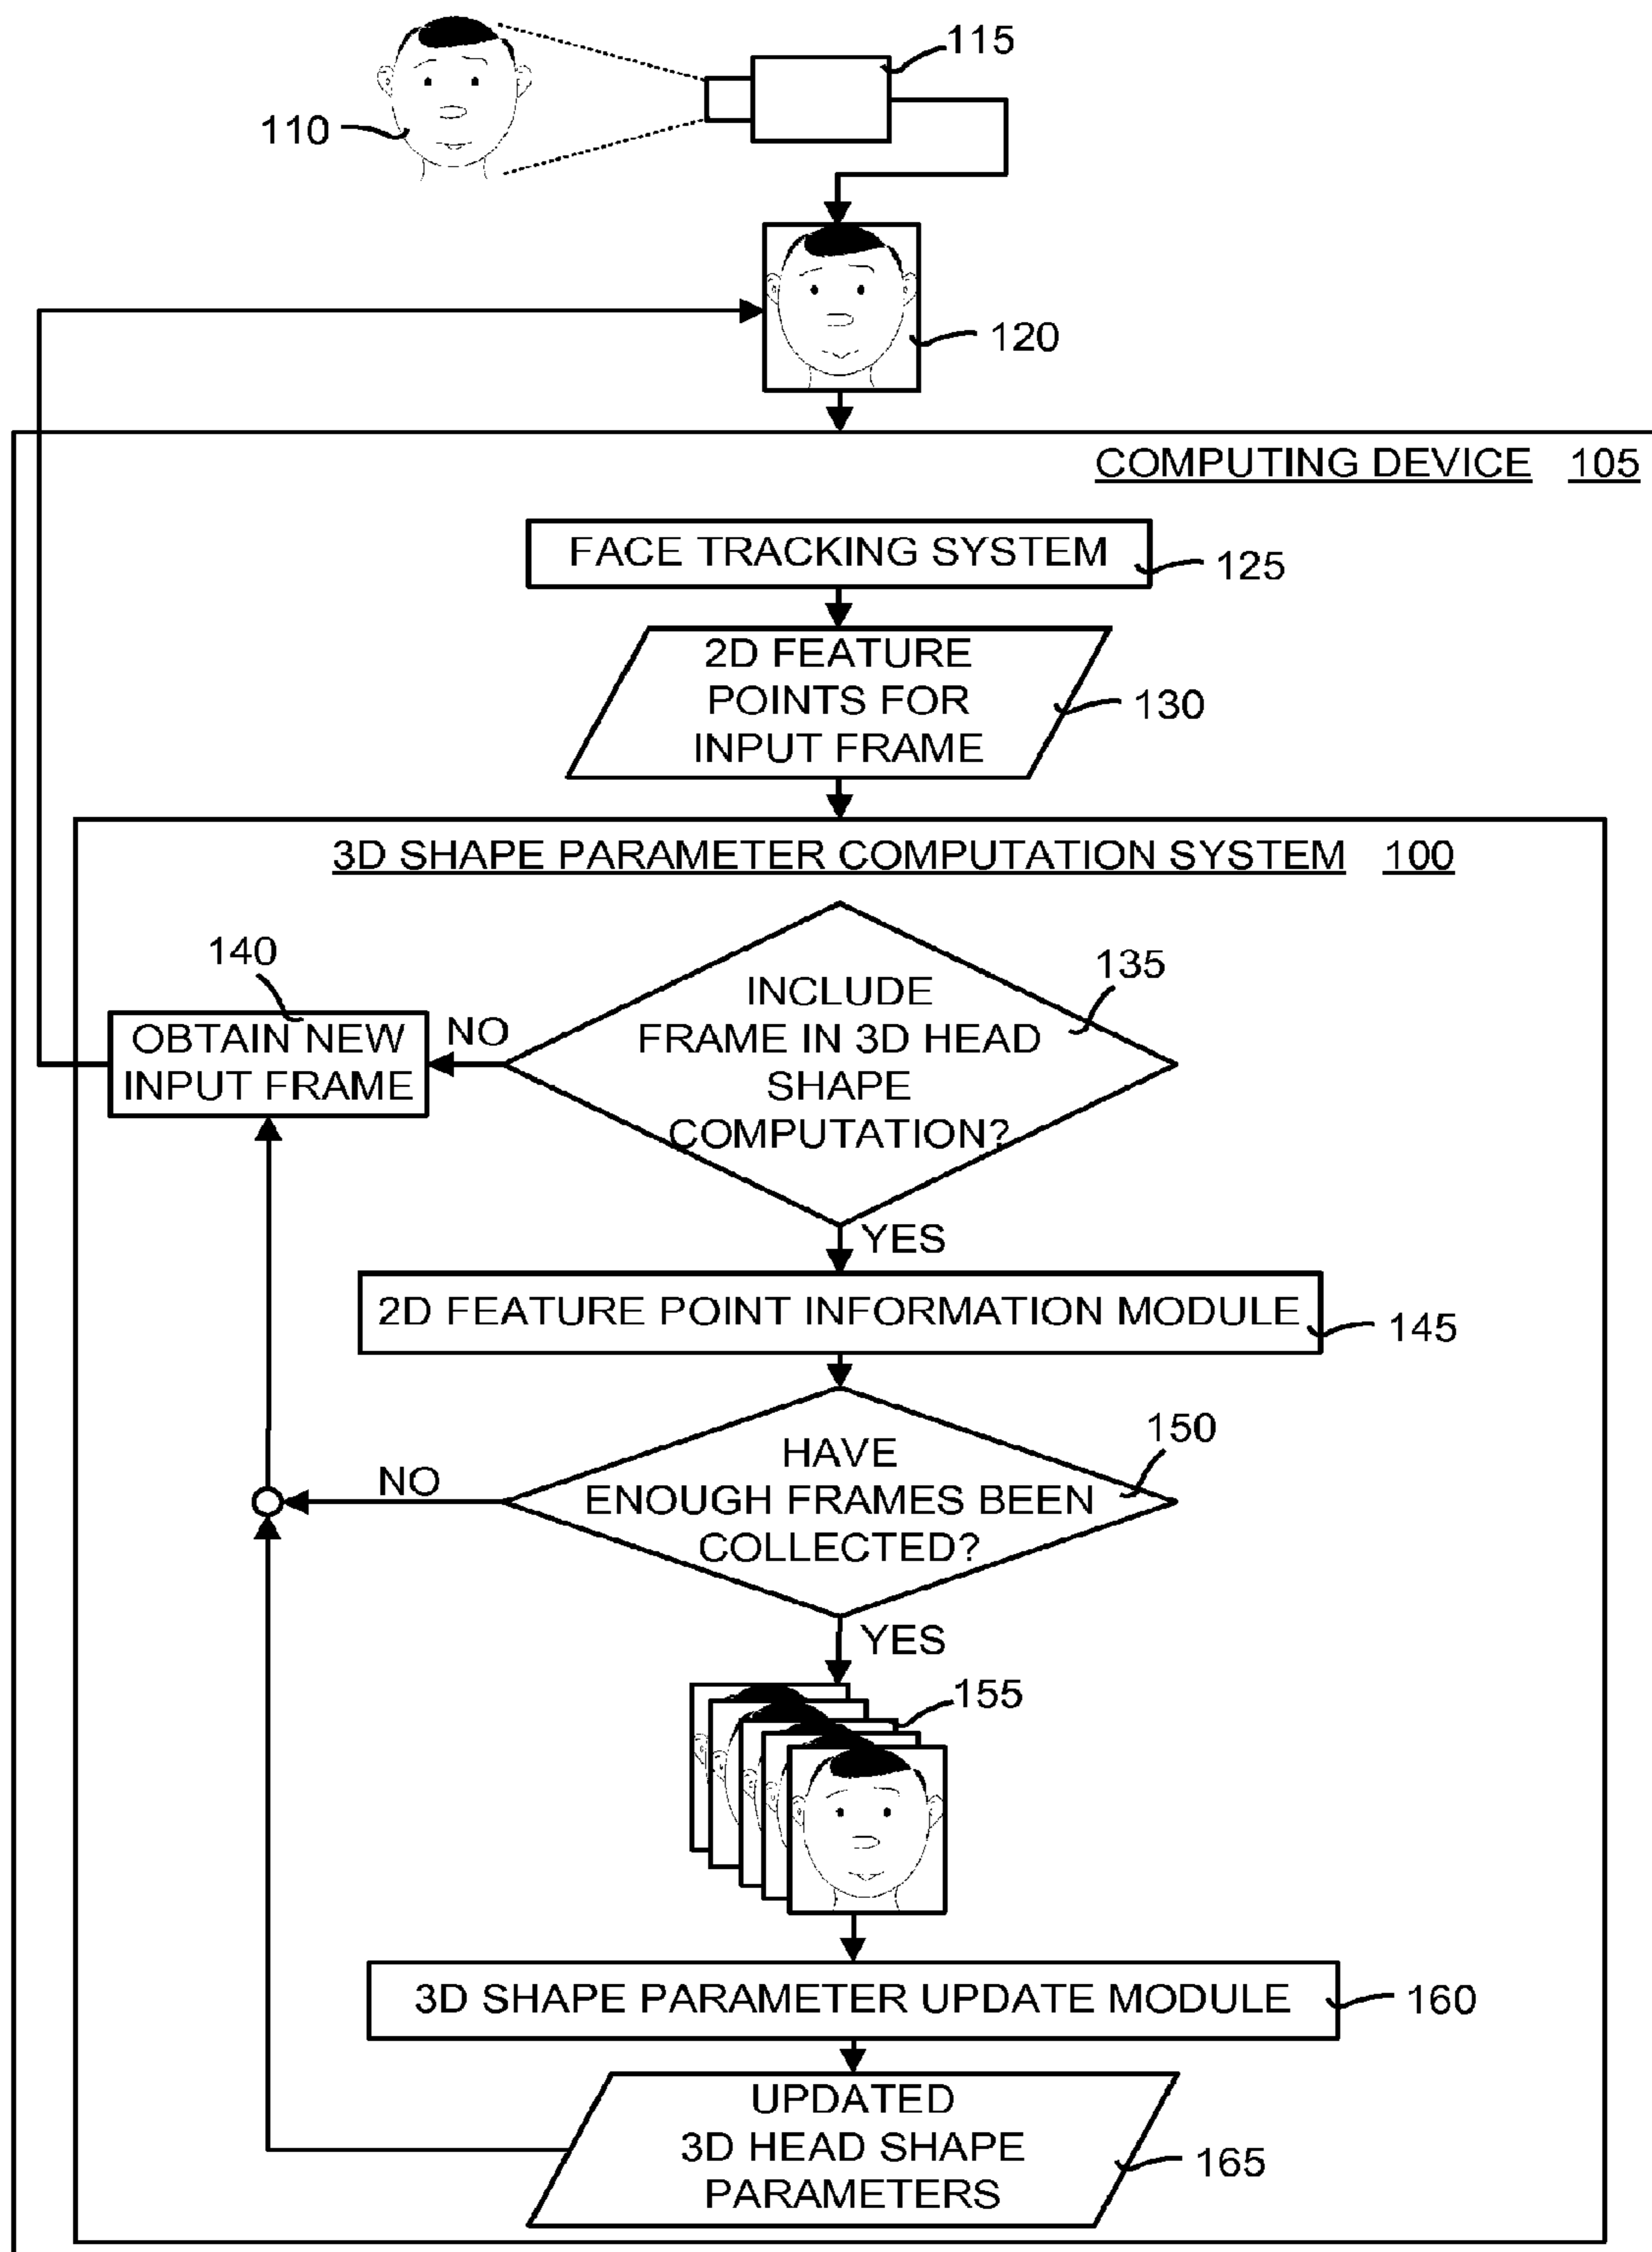 115
110
120
COMPUTING DEVICE 105
FACE TRACKING SYSTEM
125
2D FEATURE
POINTS FOR
INPUT FRAME
130
3D SHAPE PARAMETER COMPUTATION SYSTEM 100
140
135
OBTAIN NEW
INPUT FRAME
NO
INCLUDE
FRAME IN 3D HEAD
SHAPE
COMPUTATION?
YES
2D FEATURE POINT INFORMATION MODULE
145
150
HAVE
ENOUGH FRAMES BEEN
COLLECTED?
NO
YES
155
3D SHAPE PARAMETER UPDATE MODULE
160
UPDATED
3D HEAD SHAPE
PARAMETERS
165